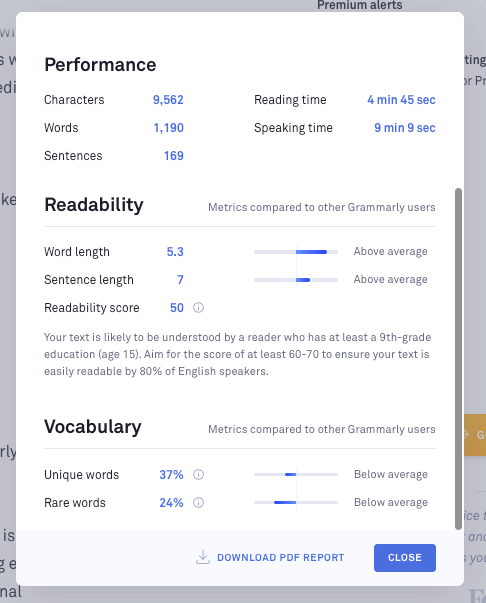 Premium alerts
Performance
Characters 9,562 Reading time 4 min 45 sec
Words 1,190 Speaking time 9 min 9 sec
Sentences 169
Readability Metrics compared to other Grammarly users
Word length 5.3 Above average
Sentence length 7 Above average
Readability score 50
Your text is likely to be understood by a reader who has at least a 9th-grade
education (age 15). Aim for the score of at least 60-70 to ensure your text is
easily readable by 80% of English speakers.
Vocabulary Metrics compared to other Grammarly users
Unique words 37% Below average
Rare words 24% Below average
DOWNLOAD PDF REPORT CLOSE